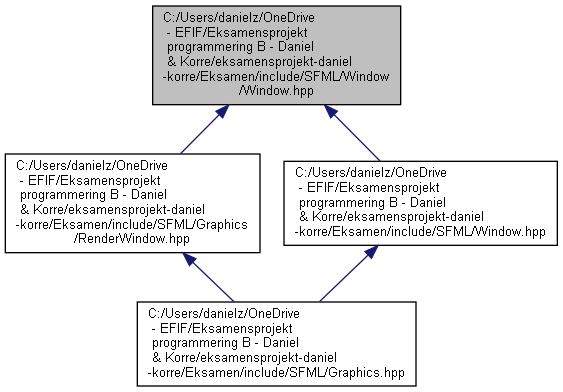 C:/Users/danielz/OneDrive
- EFIF/Eksamensprojekt
programmering B - Daniel
& Korre/eksamensprojekt-daniel
-korre/Eksamen/include/SFML/Window
/Window.hpp
C:/Users/danielz/OneDrive
- EFIF/Eksamensprojekt
programmering B - Daniel
& Korre/eksamensprojekt-daniel
-korre/Eksamen/include/SFML/Graphics
/RenderWindow.hpp
C:/Users/danielz/OneDrive
- EFIF/Eksamensprojekt
programmering B - Daniel
& Korre/eksamensprojekt-daniel
-korre/Eksamen/include/SFML/Window.hpp
C:/Users/danielz/OneDrive
- EFIF/Eksamensprojekt
programmering B - Daniel
& Korre/eksamensprojekt-daniel
-korre/Eksamen/include/SFML/Graphics.hpp